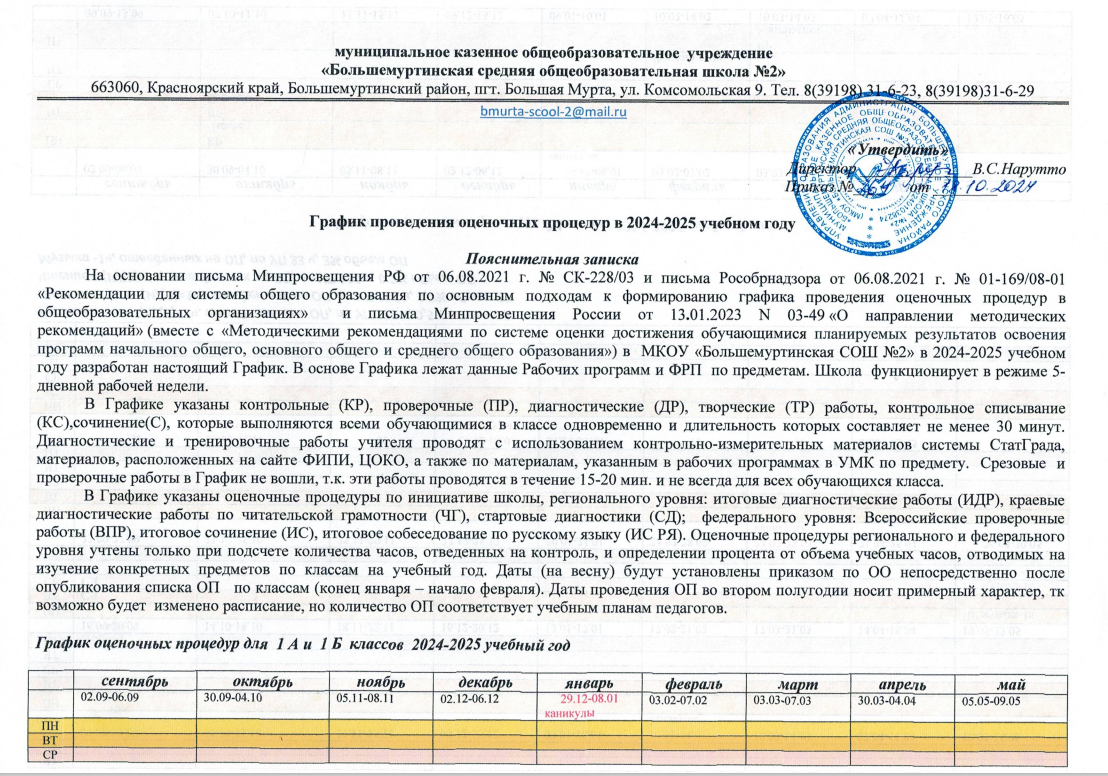 муниципальное казенное общеобразовательное учреждение
«Большемуртинская средняя общеобразовательная школа №2»
663060, Красноярский край, Большемуртинский район, пгт. Большая Мурта, ул. Комсомольская 9. Тел. 8(39198) 31-6-23, 8(39198)31-6-29
bmurta-scool-2@mail.ru
«Утвердить»
Директор В.С.Нарутто
Приказ № от .10.2024
График проведения оценочных процедур в 2024-2025 учебном году
Пояснительная записка
На основании письма Минпросвещения РФ от 06.08.2021 г. № СК-228/03 и письма Рособрнадзора от 06.08.2021 г. № 01-169/08-01
«Рекомендации для системы общего образования по основным подходам к формированию графика проведения оценочных процедур в
общеобразовательных организациях» и письма Минпросвещения России от 13.01.2023 N 03-49 «О направлении методических
рекомендаций» (вместе с «Методическими рекомендациями по системе оценки достижения обучающимися планируемых результатов освоения
программ начального общего, основного общего и среднего общего образования») в МКОУ «Большемуртинская СОШ №2» в 2024-2025 учебном
году разработан настоящий График. В основе Графика лежат данные Рабочих программ и ФРП по предметам. Школа функционирует в режиме 5-
дневной рабочей недели.
В Графике указаны контрольные (КР), проверочные (ПР), диагностические (ДР), творческие (ТР) работы, контрольное списывание
(КС),сочинение(С), которые выполняются всеми обучающимися в классе одновременно и длительность которых составляет не менее 30 минут.
Диагностические и тренировочные работы учителя проводят с использованием контрольно-измерительных материалов системы СтатГрада,
материалов, расположенных на сайте ФИПИ, ЦОКО, а также по материалам, указанным в рабочих программах в УМК по предмету. Срезовые и
проверочные работы в График не вошли, т.к. эти работы проводятся в течение 15-20 мин. и не всегда для всех обучающихся класса.
В Графике указаны оценочные процедуры по инициативе школы, регионального уровня: итоговые диагностические работы (ИДР), краевые
диагностические работы по читательской грамотности (ЧГ), стартовые диагностики (СД); федерального уровня: Всероссийские проверочные
работы (ВПР), итоговое сочинение (ИС), итоговое собеседование по русскому языку (ИС РЯ). Оценочные процедуры регионального и федерального
уровня учтены только при подсчете количества часов, отведенных на контроль, и определении процента от объема учебных часов, отводимых на
изучение конкретных предметов по классам на учебный год. Даты (на весну) будут установлены приказом по ОО непосредственно после
опубликования списка ОП по классам (конец января – начало февраля). Даты проведения ОП во втором полугодии носит примерный характер, тк
возможно будет изменено расписание, но количество ОП соответствует учебным планам педагогов.
График оценочных процедур для 1 А и 1 Б классов 2024-2025 учебный год
сентябрь октябрь ноябрь декабрь январь февраль март апрель май
02.09-06.09 30.09-04.10 05.11-08.11 02.12-06.12 29.12-08.01 03.02-07.02 03.03-07.03 30.03-04.04 05.05-09.05
каникулы
ПН
ВТ
СР